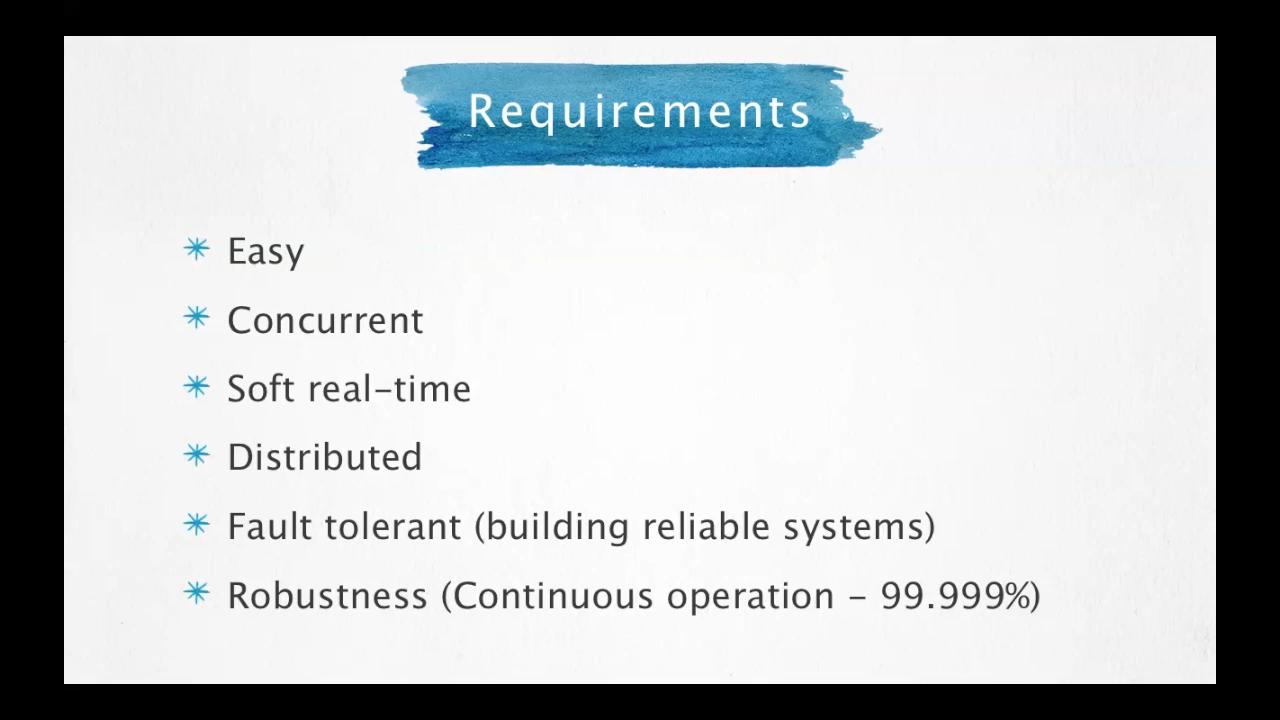 Requirements
Easy
Concurrent
Soft real-time
Distributed
Fault tolerant (building reliable systems)
Robustness (Continuous operation - 99.999%)